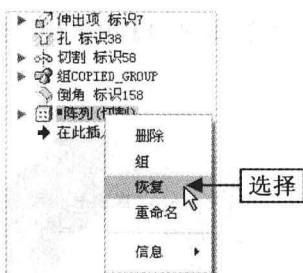 伸出项 标识7
孔 标识38
切割 标识58
组COPIED_GROUP
倒角 标识158
阵列(切割)
在此插
删除
组
恢复
选择
重命名
信息